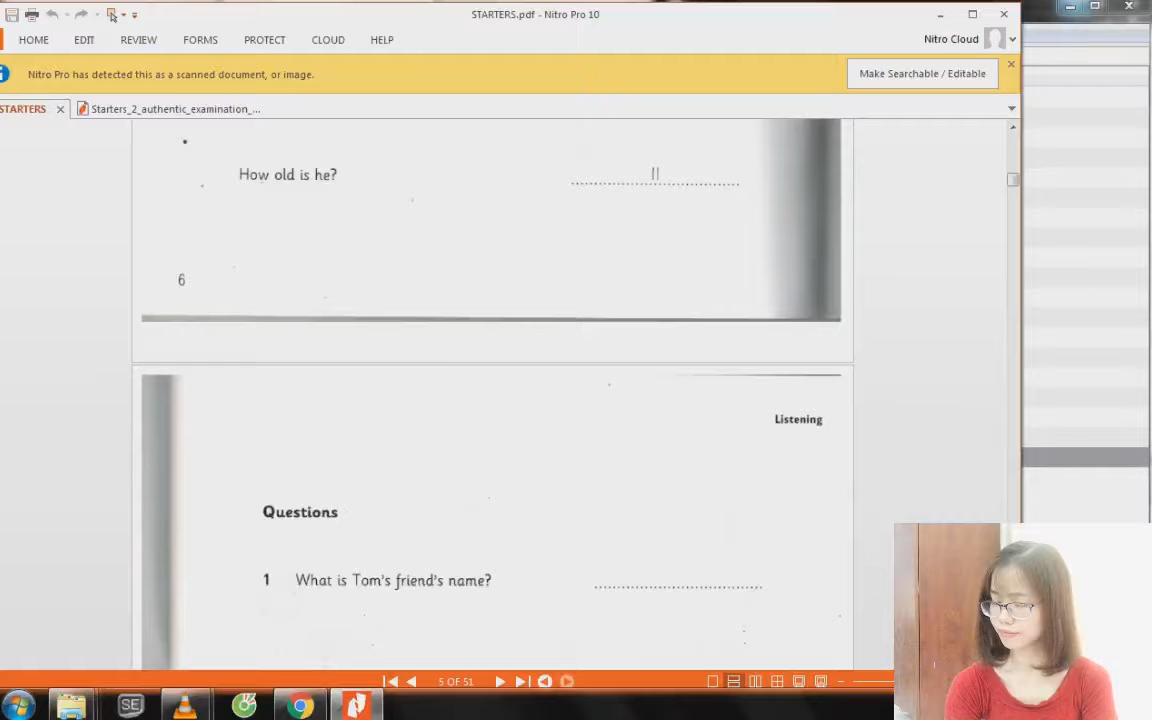 STARTERS.pdf - Nitro Pro 10
HOME EDIT REVIEW FORMS PROTECT CLOUD HELP
Nitro Cloud
Nitro Pro has detected this as a scanned document, or image.
Make Searchable / Editable
STARTERS
Starters_2_authentic_examination_...
How old is he?
11
6
Listening
Questions
1 What is Tom's friend's name?
5 OF 51
SE